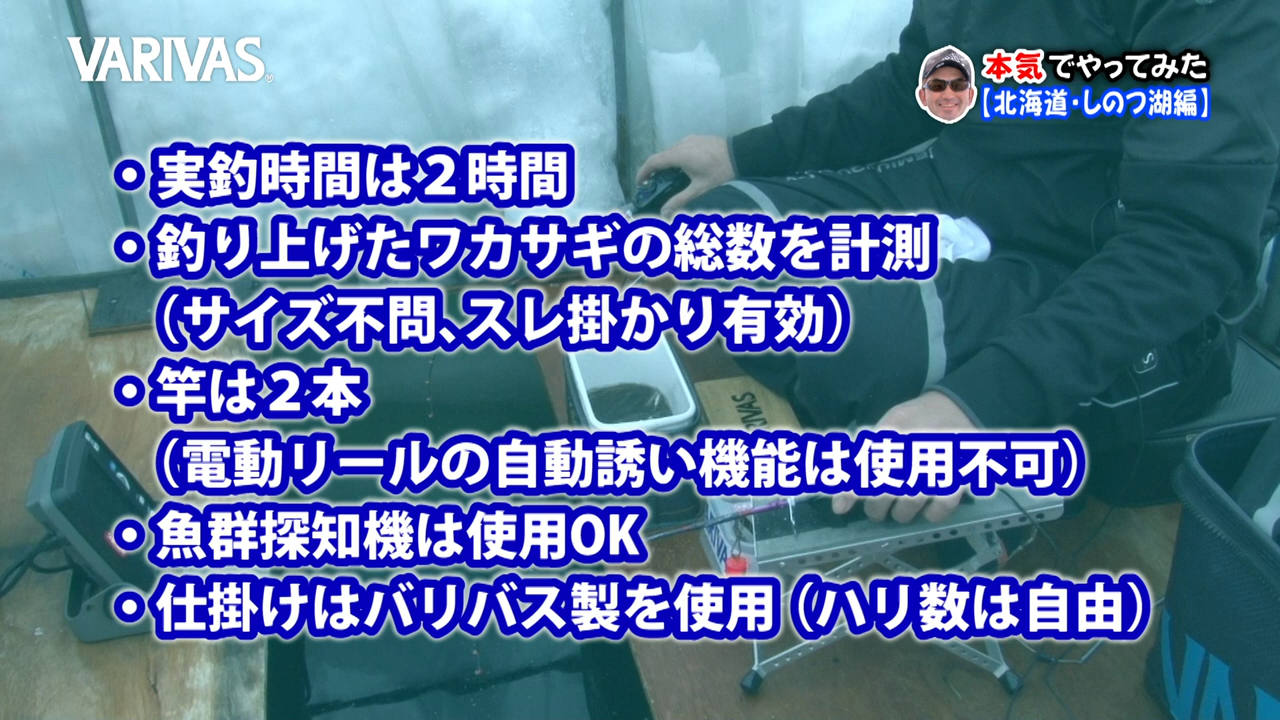 VARIVAS
本気でやってみた
【北海道・しのつ湖編】
・実釣時間は２時間
・釣り上げたワカサギの総数を計測
（サイズ不問、スレ掛かり有効）
・竿は２本
（電動リールの自動誘い機能は使用不可）
・魚群探知機は使用OK
・仕掛けはバリバス製を使用（ハリ数は自由）